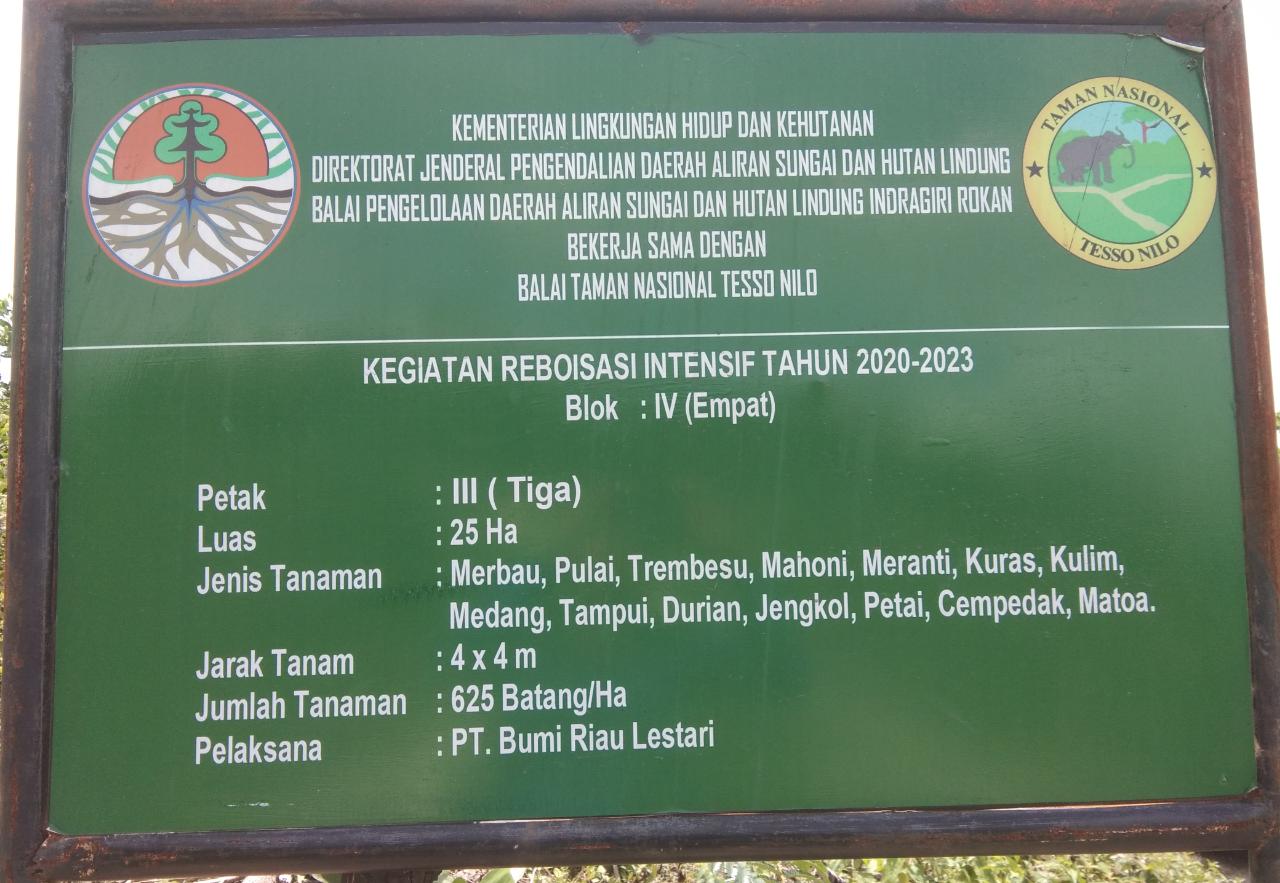 KEMENTERIAN LINGKUNGAN HIDUP DAN KEHUTANAN
DIREKTORAT JENDERAL PENGENDALIAN DAERAH ALIRAN SUNGAI DAN HUTAN LINDUNG
BALAI PENGELOLAAN DAERAH ALIRAN SUNGAI DAN HUTAN LINDUNG INDRAGIRI ROKAN
BEKERJA SAMA DENGAN
BALAI TAMAN NASIONAL TESSO NILO
TAMAN NASIONAL
TESSO NILO
KEGIATAN REBOISASI INTENSIF TAHUN 2020-2023
Blok : IV (Empat)
Petak : III ( Tiga)
Luas : 25 Ha
Jenis Tanaman : Merbau, Pulai, Trembesu, Mahoni, Meranti, Kuras, Kulim,
Medang, Tampui, Durian, Jengkol, Petai, Cempedak, Matoa.
Jarak Tanam : 4 x 4 m
Jumlah Tanaman : 625 Batang/Ha
Pelaksana : PT. Bumi Riau Lestari